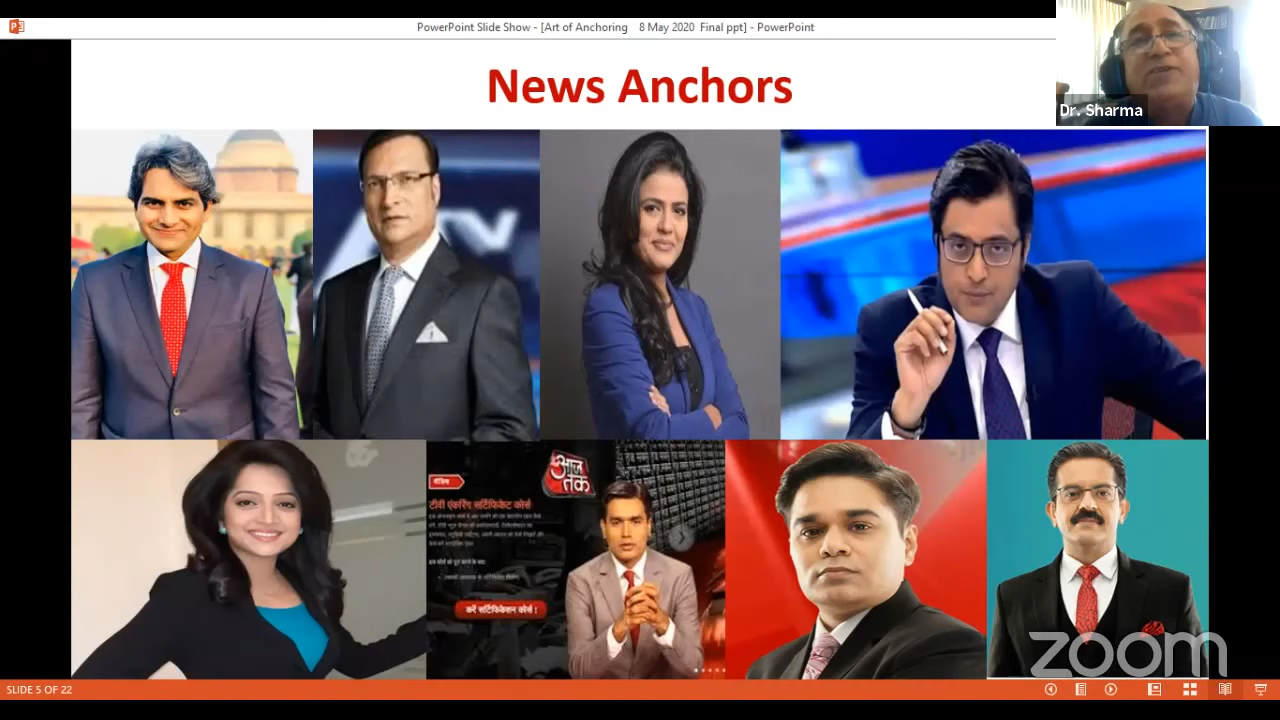 PowerPoint Slide Show - [Art of Anchoring 8 May 2020 Final ppt] - PowerPoint
Dr. Sharma
News Anchors
TV
आज
तक
मीडिया
टीवी एंकरिंग सर्टिफिकेट कोर्स
करें सर्टिफिकेशन कोर्स !
zoom
SLIDE 5 OF 22